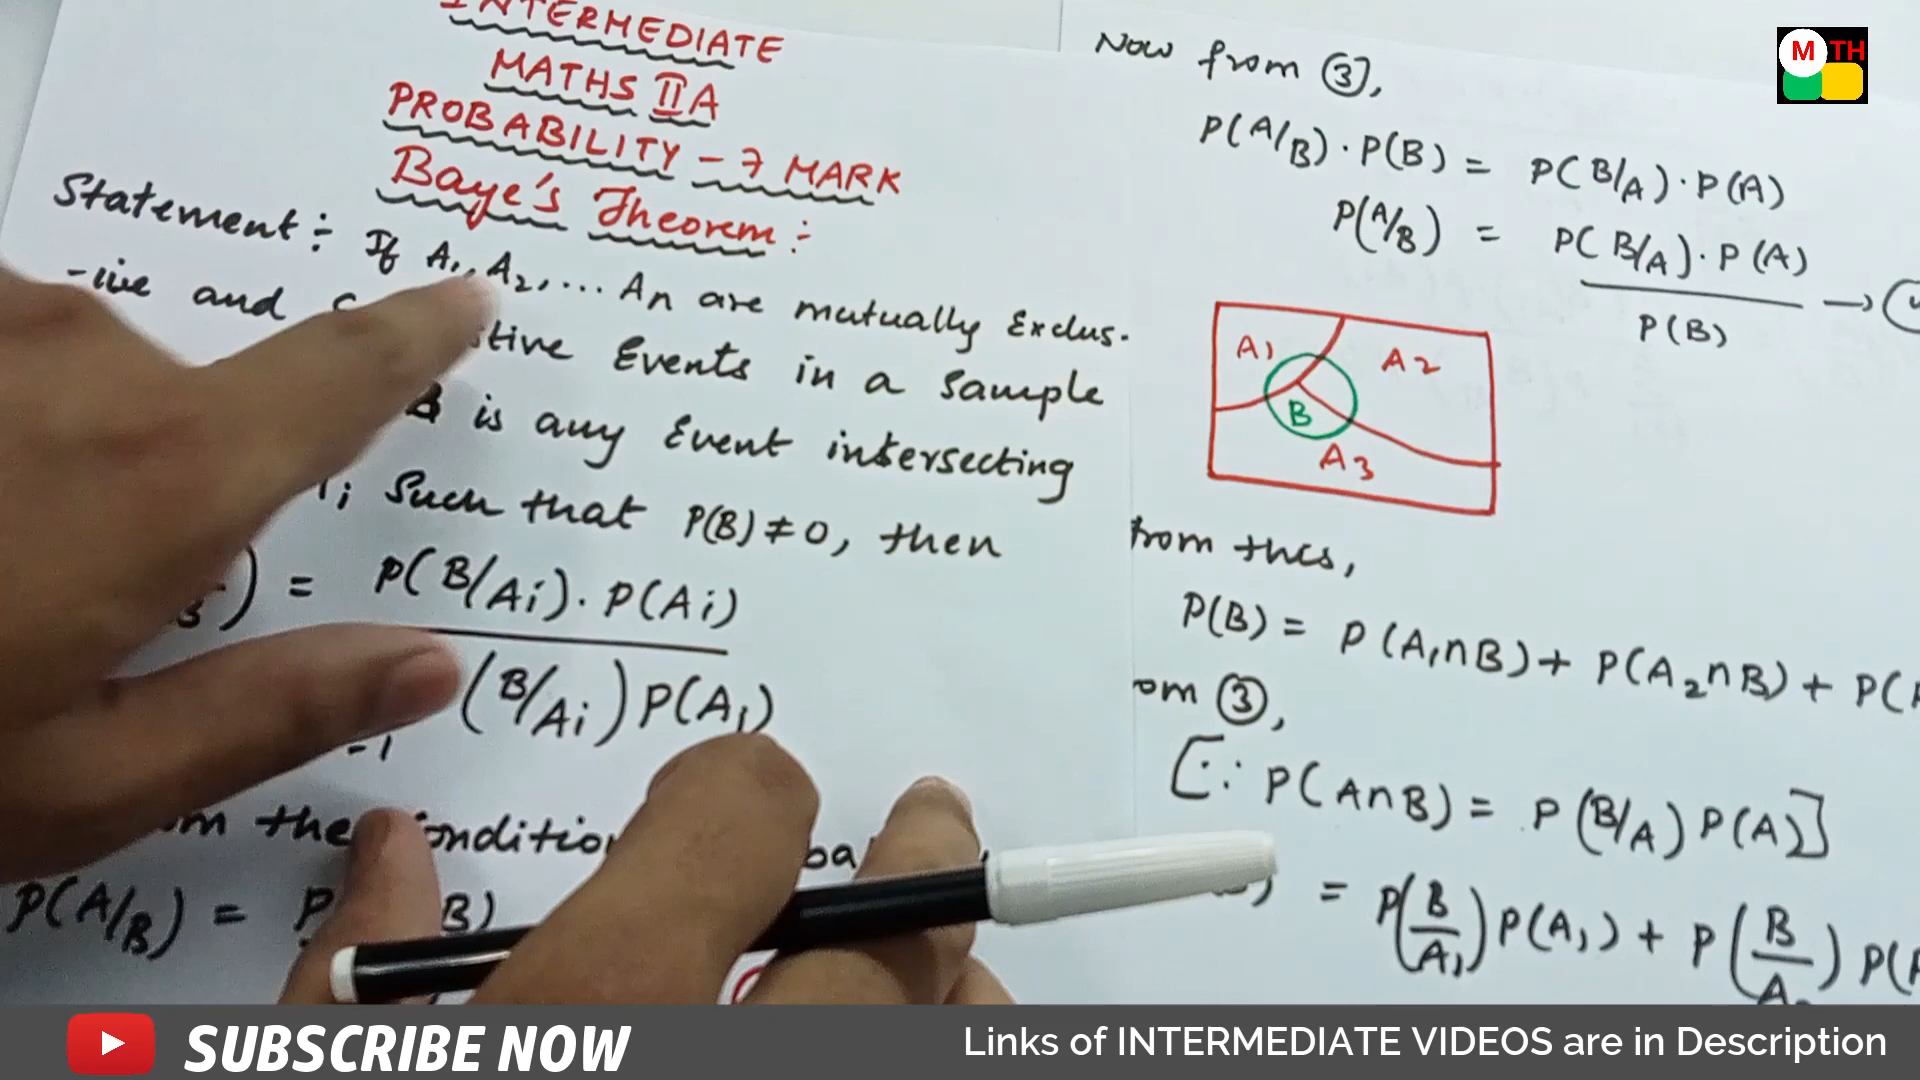 INTERMEDIATE
MATHS IIA
PROBABILITY - 7 MARK
Baye's Theorem :-
Statement :- If A1, A2, ... An are mutually Exclus-
-ive and Events in a sample
B is any Event intersecting
such that P(B) ≠ 0, then
) = P(B/Ai) . P(Ai)
(B/Ai) P(Ai)
the
P(A/B) = P B)
Now from ③,
P(A/B) . P(B) = P(B/A) . P(A)
P(A/B) = P(B/A) . P(A)
P(B)
A1 A2
B
A3
from this,
P(B) = P(A1∩B) + P(A2∩B) + P(
③,
[∵ P(A∩B) = P(B/A) P(A)]
= P(B/A1) P(A1) + P(B/A ) P(
M TH
SUBSCRIBE NOW
Links of INTERMEDIATE VIDEOS are in Description